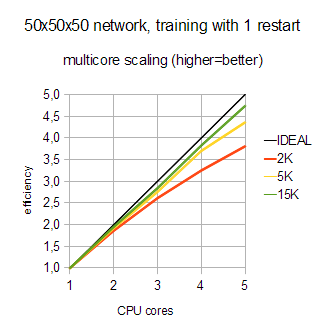 50x50x50 network, training with 1 restart
multicore scaling (higher=better)
5,0
4,5
4,0
3,5
3,0
2,5
2,0
1,5
1,0
efficiency
1 2 3 4 5
CPU cores
IDEAL
2K
5K
15K